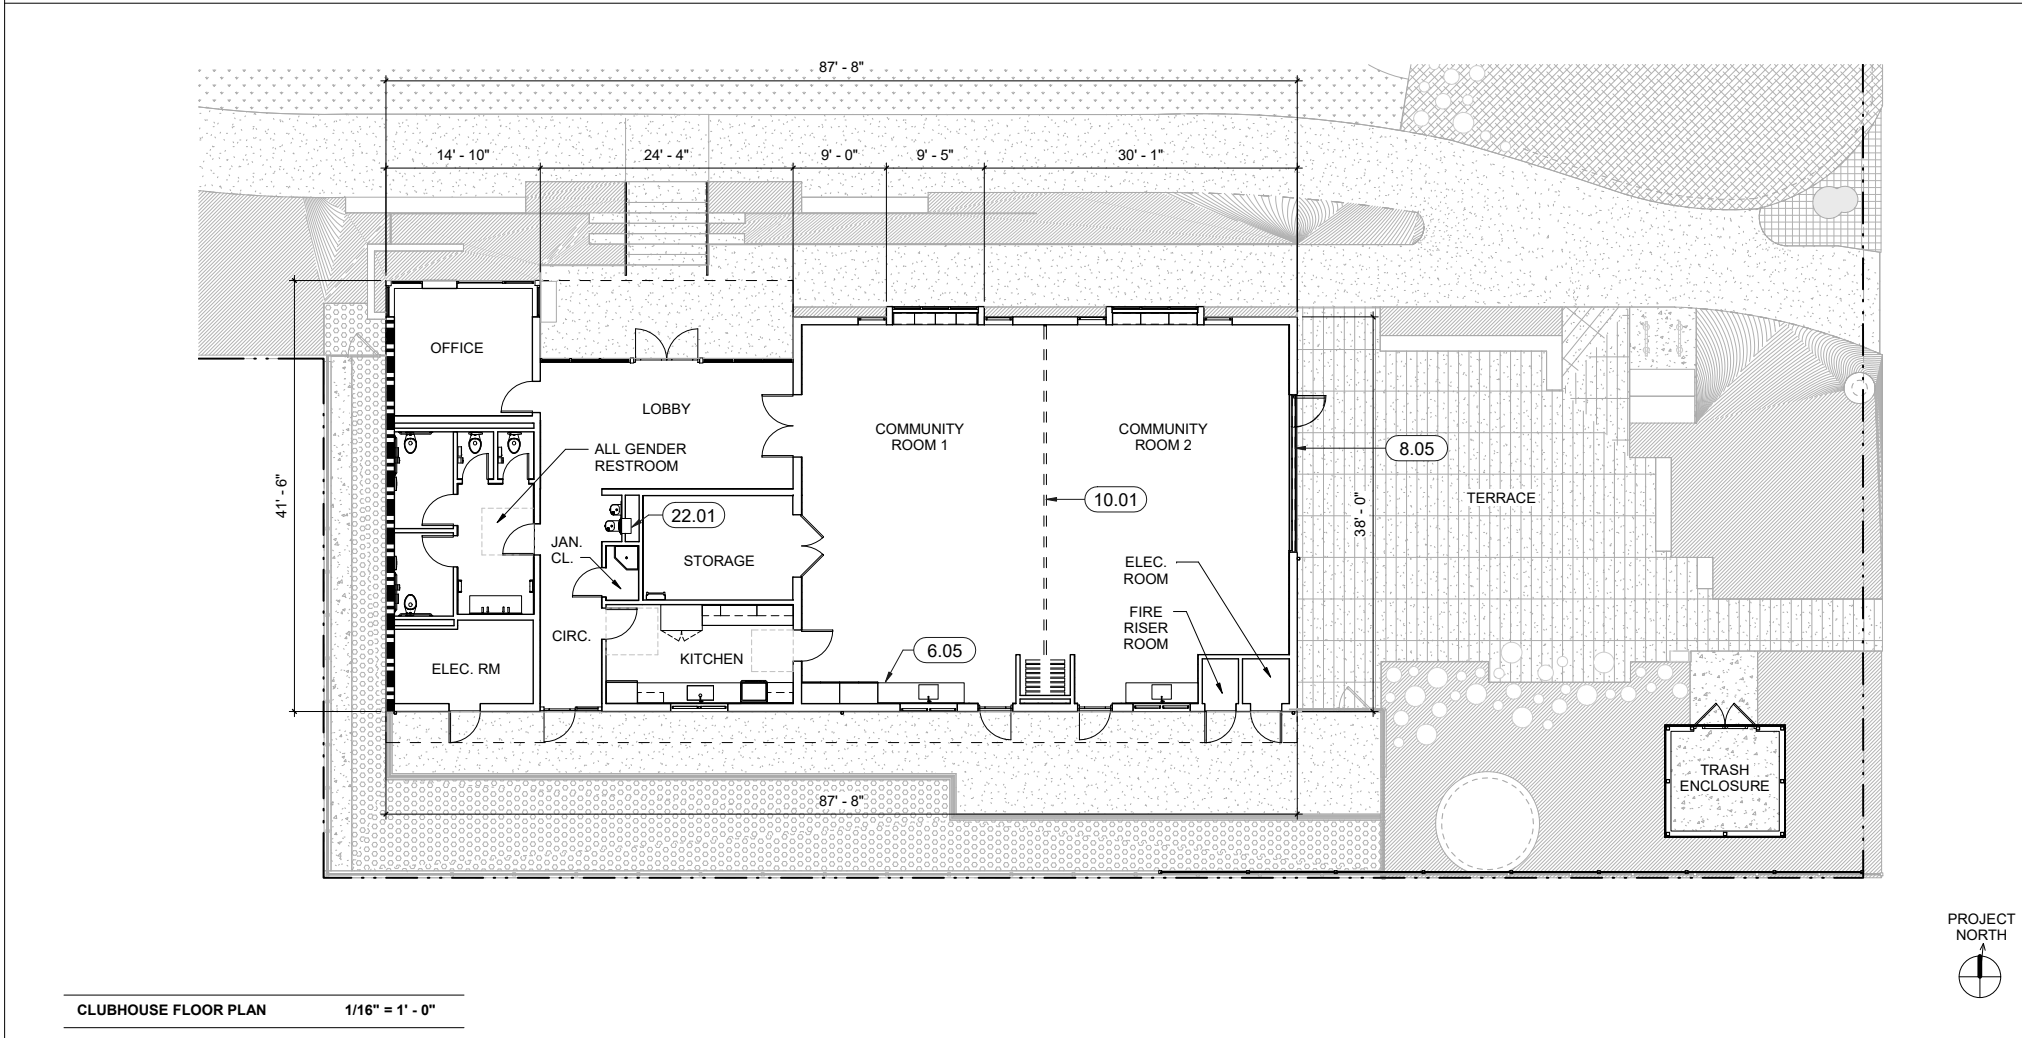 87' - 8"
14' - 10"
24' - 4"
9' - 0"
9' - 5"
30' - 1"
OFFICE
LOBBY
ALL GENDER
RESTROOM
COMMUNITY
ROOM 1
COMMUNITY
ROOM 2
8.05
41' - 6"
10.01
TERRACE
38' - 0"
22.01
JAN.
CL.
STORAGE
ELEC.
ROOM
FIRE
RISER
ROOM
CIRC.
6.05
KITCHEN
ELEC. RM
TRASH
ENCLOSURE
87' - 8"
PROJECT
NORTH
CLUBHOUSE FLOOR PLAN 1/16" = 1' - 0"